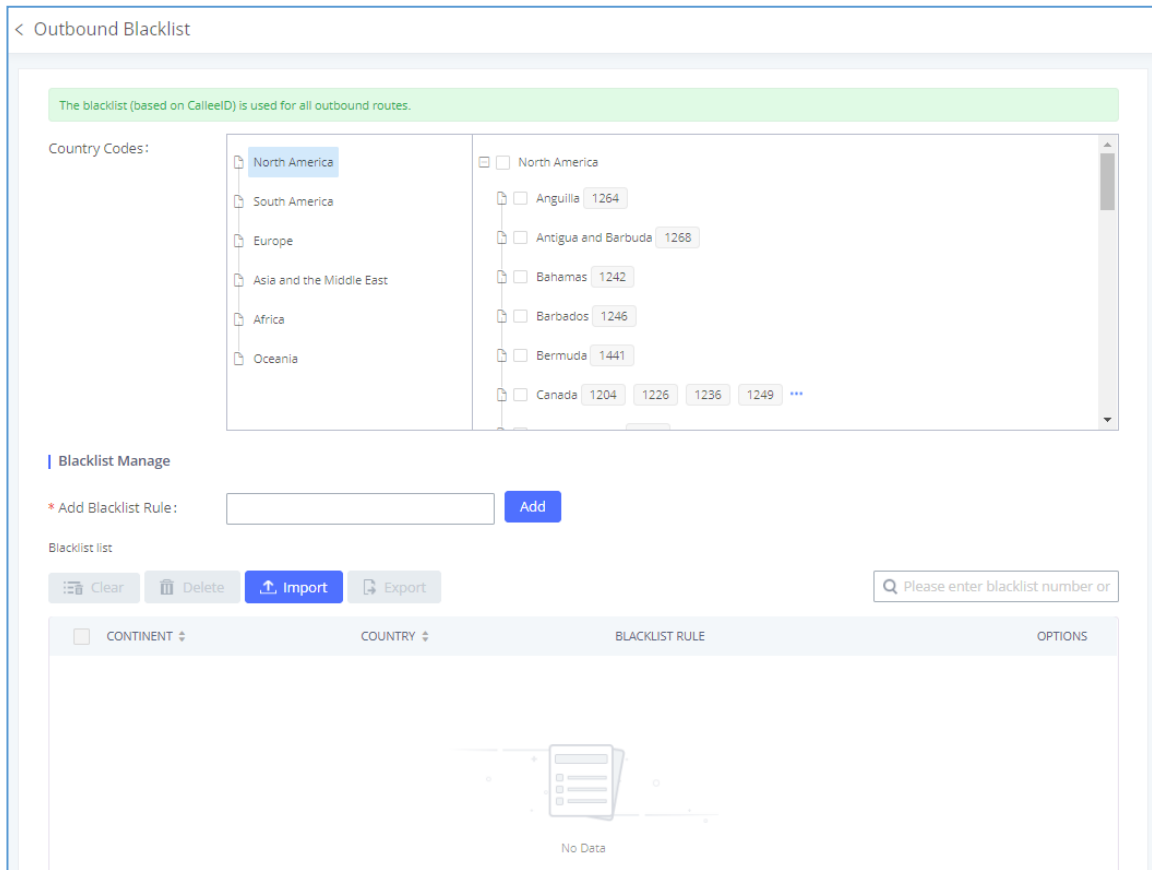 < Outbound Blacklist
The blacklist (based on CalleeID) is used for all outbound routes.
Country Codes:
North America
South America
Europe
Asia and the Middle East
Africa
Oceania
North America
Anguilla 1264
Antigua and Barbuda 1268
Bahamas 1242
Barbados 1246
Bermuda 1441
Canada 1204 1226 1236 1249 •••
Blacklist Manage
* Add Blacklist Rule: Add
Blacklist list
Clear Delete Import Export Please enter blacklist number or
CONTINENT COUNTRY BLACKLIST RULE OPTIONS
No Data